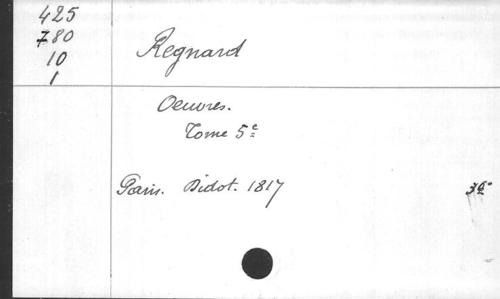 425
780
10
1
Regnard
Oeuvres.
Tome 5e
Paris. Didot. 1817